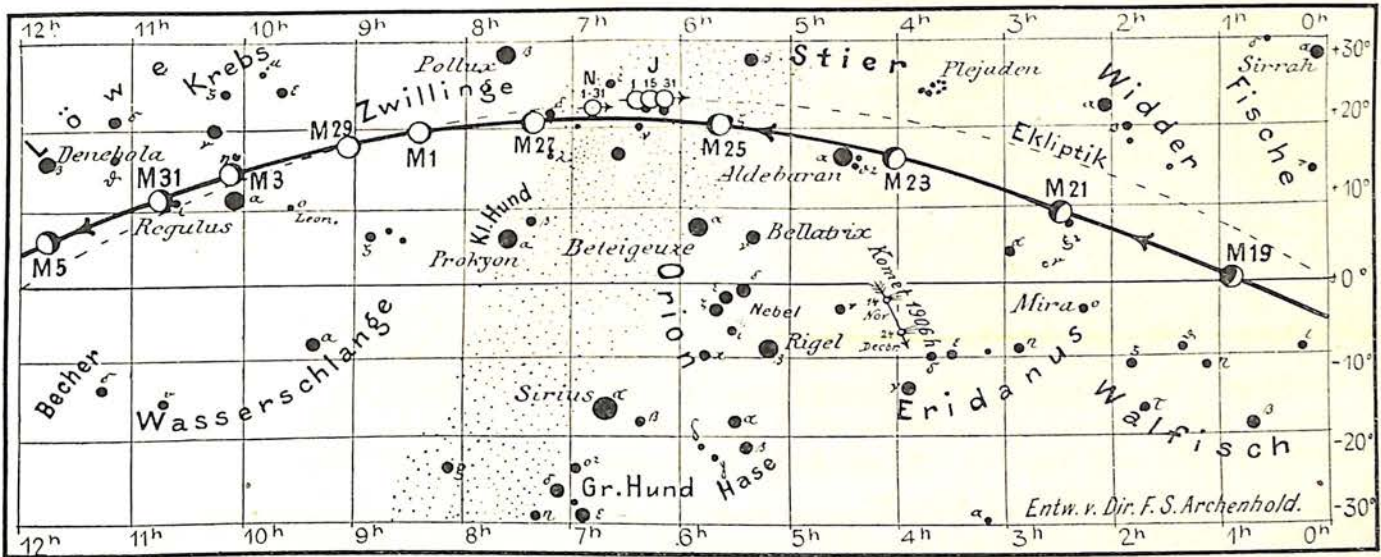 12h 11h 10h 9h 8h 7h 6h 5h 4h 3h 2h 1h 0h
+30°
Löwe
Krebs
Pollux β
Zwillinge
N. 1-31
J 1 15 31
Stier
Plejaden
Widder
Sirrah α
Fische
+20°
M29
M1
M27
M25
Ekliptik
Denebola
M31
M3
Aldebaran α
M23
M21
+10°
Regulus α
o Leon.
Kl. Hund
Prokyon α
Beteigeuze α
Bellatrix
M5
M19
0°
Orion
Nebel
Komet 1906h
14 Nov
24 Decbr.
Mira o
Rigel β
Becher
Wasserschlange
α
Eridanus
-10°
Sirius α
Walfisch
Hase
-20°
Gr. Hund
Entw. v. Dir. F. S. Archenhold.
-30°
12h 11h 10h 9h 8h 7h 6h 5h 4h 3h 2h 1h 0h